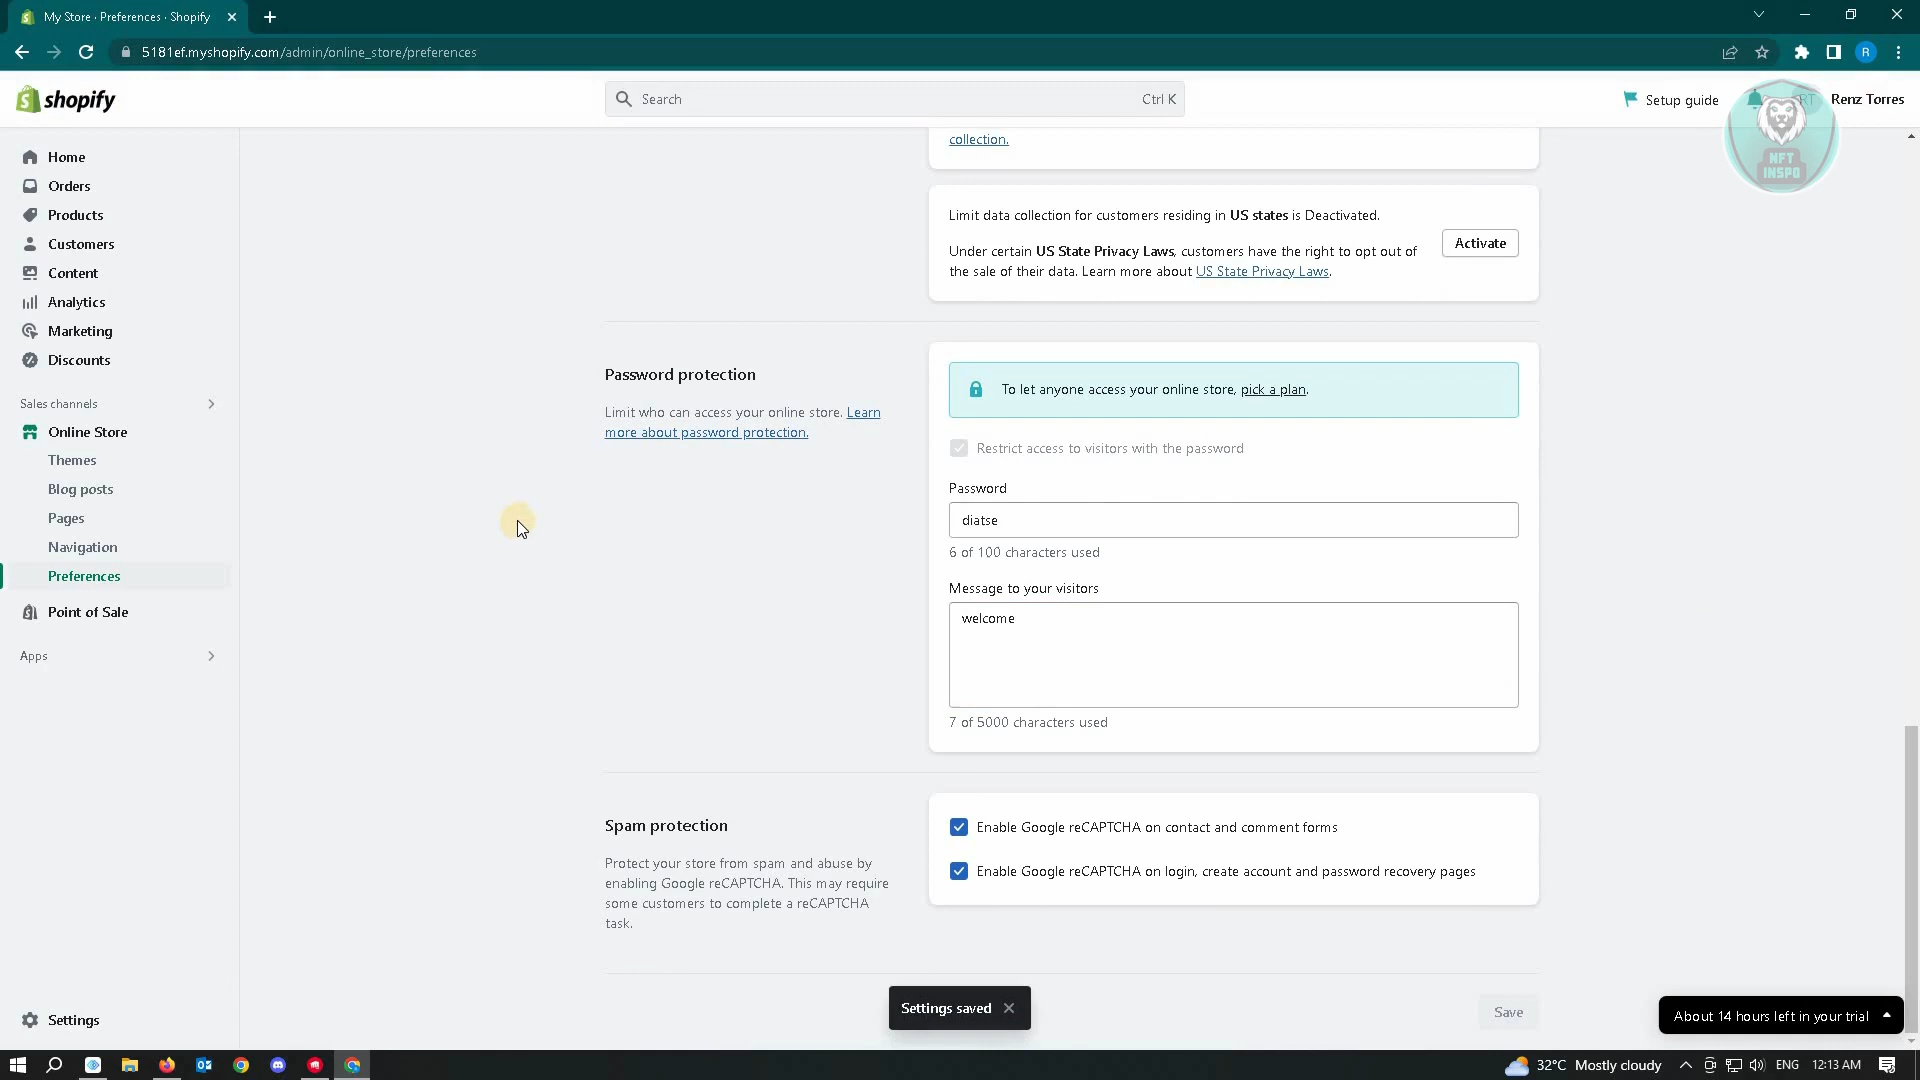 My Store · Preferences · Shopify
5181ef.myshopify.com/admin/online_store/preferences
R
shopify
Search
Ctrl K
Setup guide
RT
Renz Torres
NFT
INSPO
Home
Orders
Products
Customers
Content
Analytics
Marketing
Discounts
Sales channels
Online Store
Themes
Blog posts
Pages
Navigation
Preferences
Point of Sale
Apps
Settings
collection.
Limit data collection for customers residing in US states is Deactivated.
Under certain US State Privacy Laws, customers have the right to opt out of
the sale of their data. Learn more about US State Privacy Laws.
Activate
Password protection
Limit who can access your online store. Learn
more about password protection.
To let anyone access your online store, pick a plan.
Restrict access to visitors with the password
Password
diatse
6 of 100 characters used
Message to your visitors
welcome
7 of 5000 characters used
Spam protection
Protect your store from spam and abuse by
enabling Google reCAPTCHA. This may require
some customers to complete a reCAPTCHA
task.
Enable Google reCAPTCHA on contact and comment forms
Enable Google reCAPTCHA on login, create account and password recovery pages
Settings saved
Save
About 14 hours left in your trial
32°C Mostly cloudy
ENG
12:13 AM